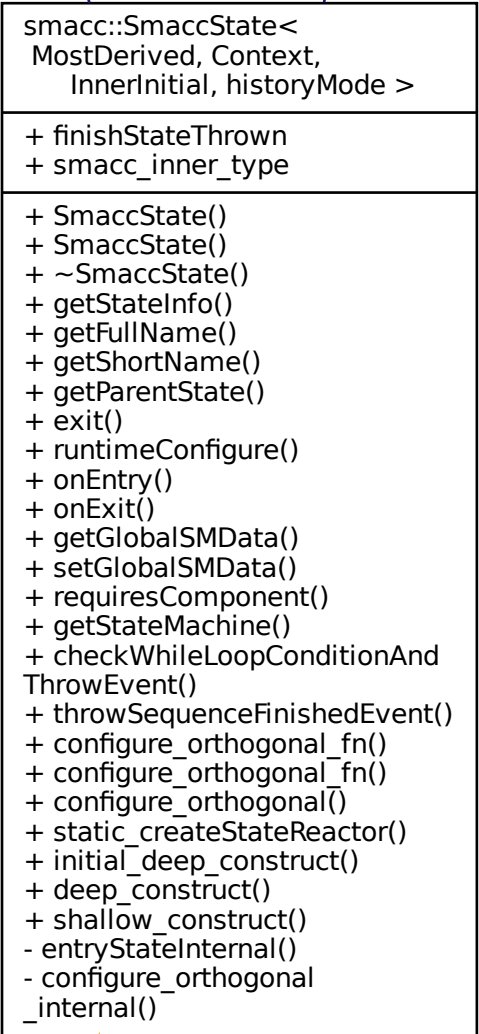 smacc::SmaccState<
MostDerived, Context,
InnerInitial, historyMode >
+ finishStateThrown
+ smacc_inner_type
+ SmaccState()
+ SmaccState()
+ ~SmaccState()
+ getStateInfo()
+ getFullName()
+ getShortName()
+ getParentState()
+ exit()
+ runtimeConfigure()
+ onEntry()
+ onExit()
+ getGlobalSMData()
+ setGlobalSMData()
+ requiresComponent()
+ getStateMachine()
+ checkWhileLoopConditionAnd
ThrowEvent()
+ throwSequenceFinishedEvent()
+ configure_orthogonal_fn()
+ configure_orthogonal_fn()
+ configure_orthogonal()
+ static_createStateReactor()
+ initial_deep_construct()
+ deep_construct()
+ shallow_construct()
- entryStateInternal()
- configure_orthogonal
_internal()